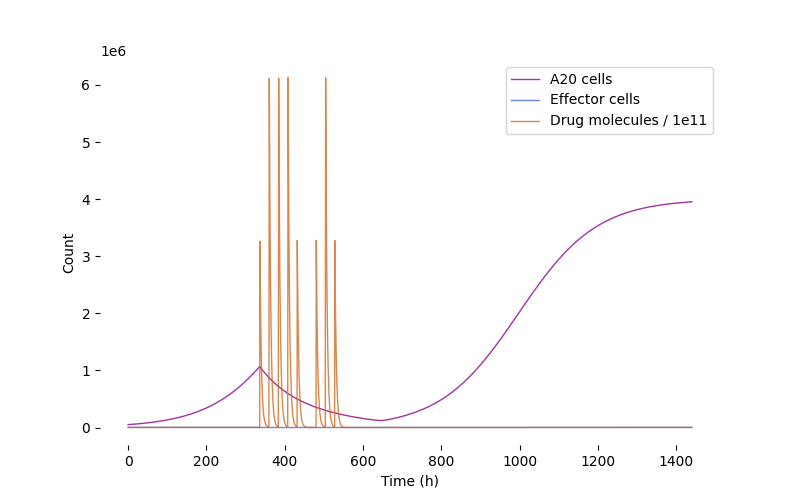 1e6
A20 cells
Effector cells
Drug molecules / 1e11
6
5
4
3
2
1
0
Count
0 200 400 600 800 1000 1200 1400
Time (h)